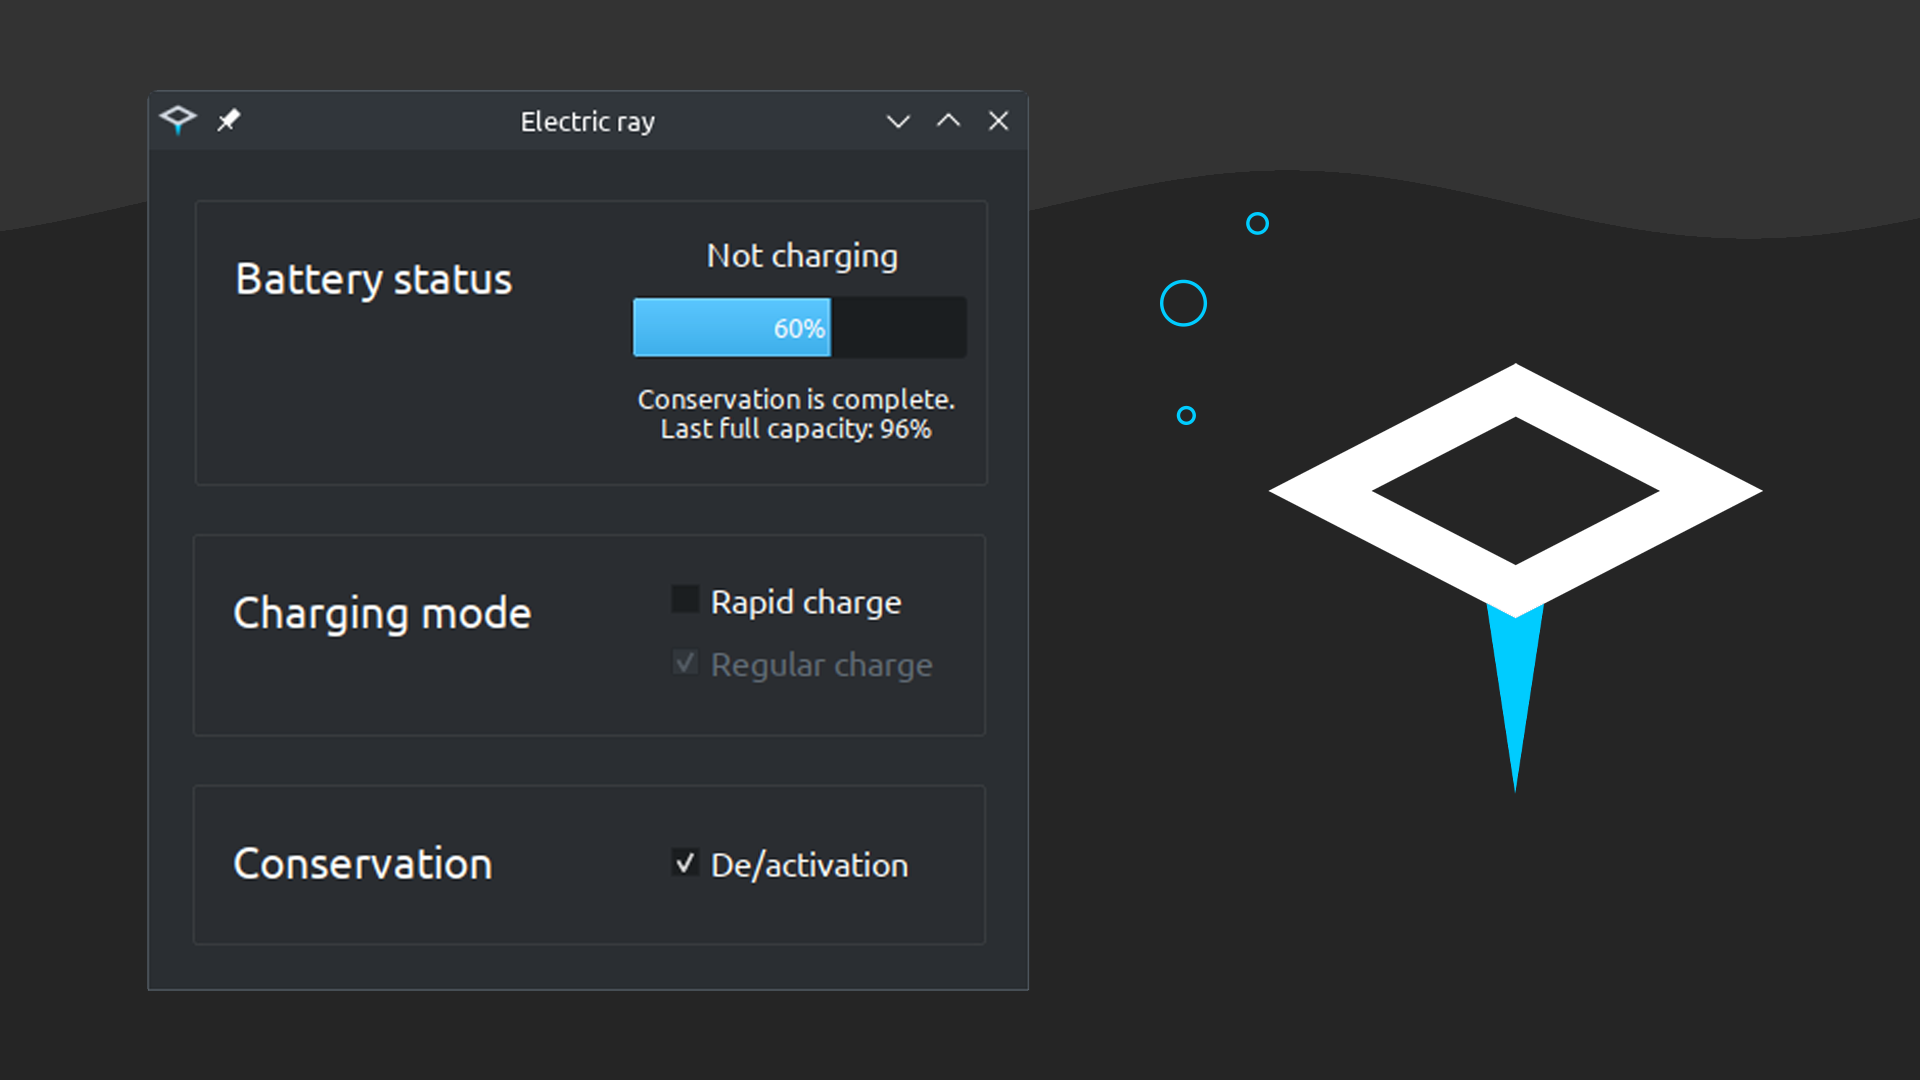 Electric ray
Battery status
Not charging
60%
Conservation is complete.
Last full capacity: 96%
Charging mode
Rapid charge
Regular charge
Conservation
De/activation